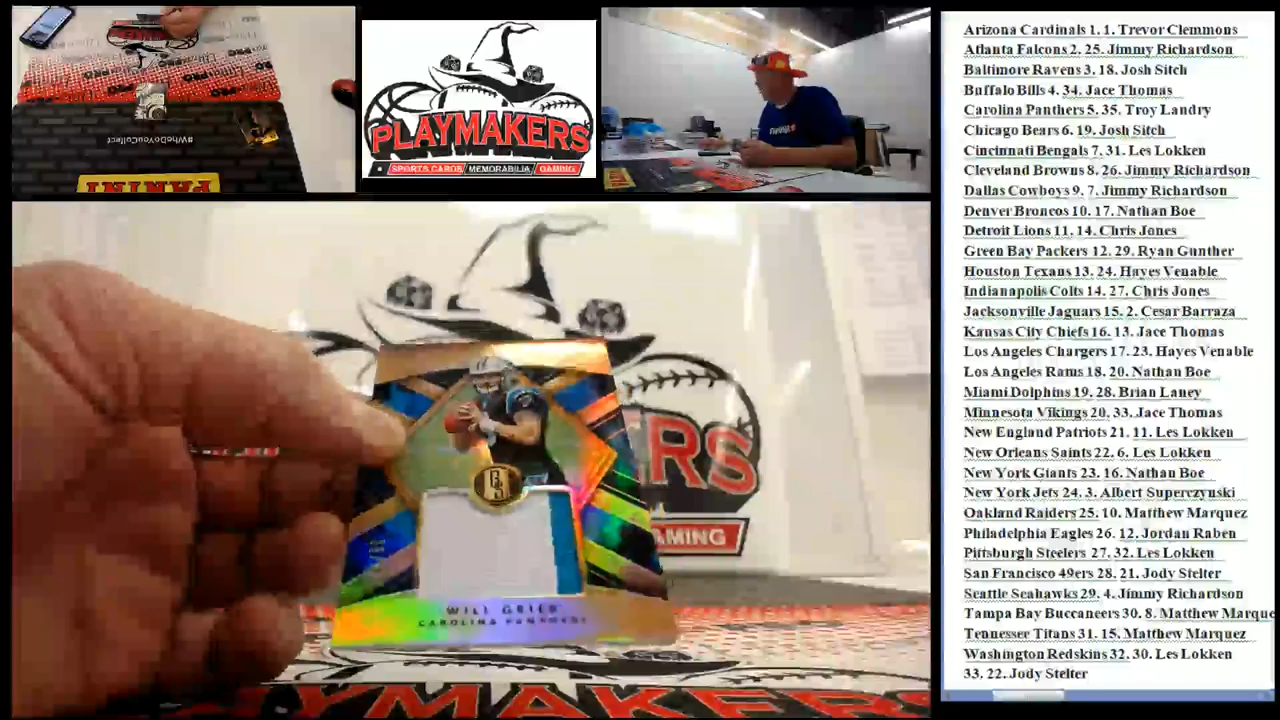 PLAYMAKERS
SPORTS CARDS MEMORABILIA GAMING
#WhoDoYouCollect
PANINI
RS
GAMING
GS
WILL GRIER
CAROLINA PANTHERS
PLAYMAKERS
Arizona Cardinals 1. 1. Trevor Clemmons
Atlanta Falcons 2. 25. Jimmy Richardson
Baltimore Ravens 3. 18. Josh Sitch
Buffalo Bills 4. 34. Jace Thomas
Carolina Panthers 5. 35. Troy Landry
Chicago Bears 6. 19. Josh Sitch
Cincinnati Bengals 7. 31. Les Lokken
Cleveland Browns 8. 26. Jimmy Richardson
Dallas Cowboys 9. 7. Jimmy Richardson
Denver Broncos 10. 17. Nathan Boe
Detroit Lions 11. 14. Chris Jones
Green Bay Packers 12. 29. Ryan Gunther
Houston Texans 13. 24. Hayes Venable
Indianapolis Colts 14. 27. Chris Jones
Jacksonville Jaguars 15. 2. Cesar Barraza
Kansas City Chiefs 16. 13. Jace Thomas
Los Angeles Chargers 17. 23. Hayes Venable
Los Angeles Rams 18. 20. Nathan Boe
Miami Dolphins 19. 28. Brian Laney
Minnesota Vikings 20. 33. Jace Thomas
New England Patriots 21. 11. Les Lokken
New Orleans Saints 22. 6. Les Lokken
New York Giants 23. 16. Nathan Boe
New York Jets 24. 3. Albert Superczynski
Oakland Raiders 25. 10. Matthew Marquez
Philadelphia Eagles 26. 12. Jordan Raben
Pittsburgh Steelers 27. 32. Les Lokken
San Francisco 49ers 28. 21. Jody Stelter
Seattle Seahawks 29. 4. Jimmy Richardson
Tampa Bay Buccaneers 30. 8. Matthew Marque
Tennesser Titans 31. 15. Matthew Marquez
Washington Redskins 32. 30. Les Lokken
33. 22. Jody Stelter